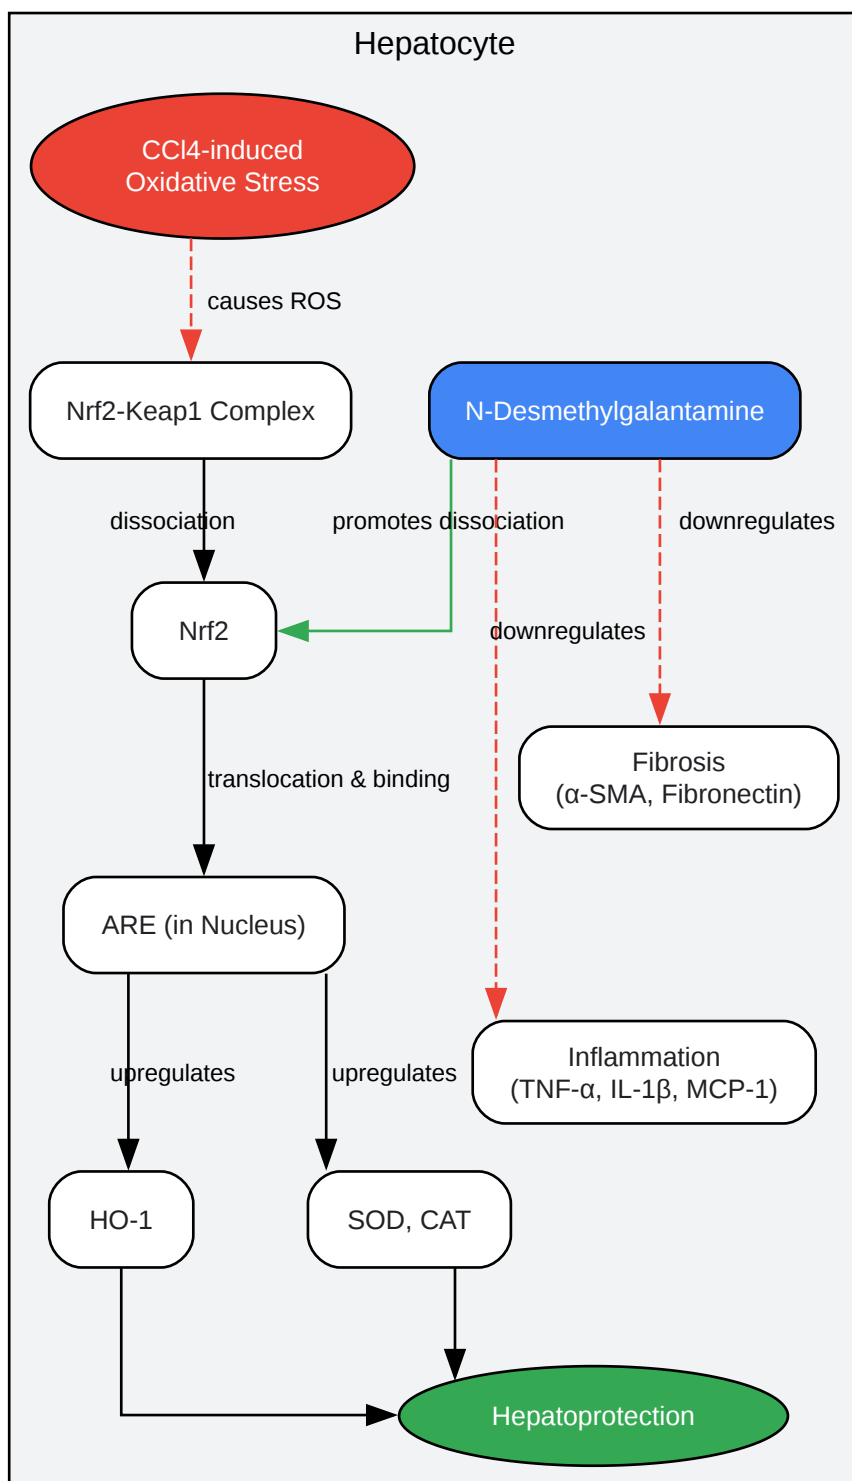 Hepatocyte
CCl4-induced
Oxidative Stress
causes ROS
Nrf2-Keap1 Complex
N-Desmethylgalantamine
dissociation
promotes dissociation
downregulates
Nrf2
downregulates
Fibrosis
(α-SMA, Fibronectin)
translocation & binding
ARE (in Nucleus)
Inflammation
(TNF-α, IL-1β, MCP-1)
upregulates
upregulates
HO-1
SOD, CAT
Hepatoprotection